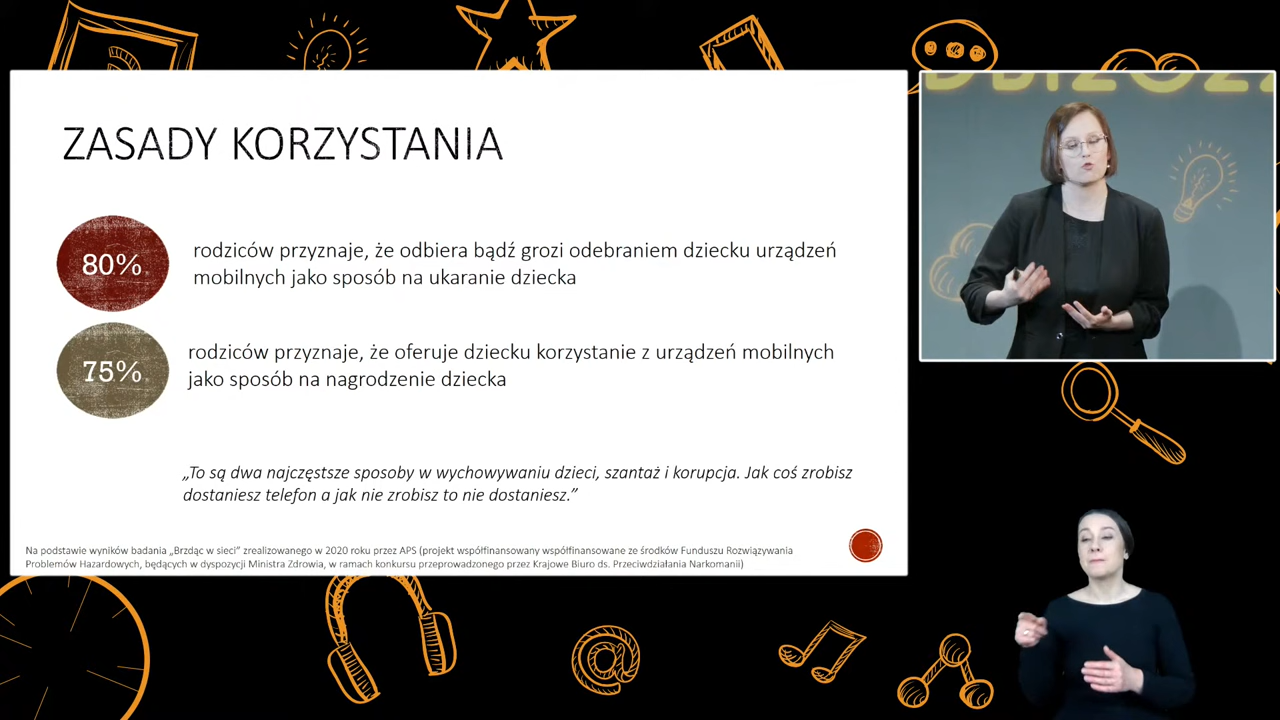 ZASADY KORZYSTANIA
80%
rodziców przyznaje, że odbiera bądź grozi odebraniem dziecku urządzeń
mobilnych jako sposób na ukaranie dziecka
75%
rodziców przyznaje, że oferuje dziecku korzystanie z urządzeń mobilnych
jako sposób na nagrodzenie dziecka
„To są dwa najczęstsze sposoby w wychowywaniu dzieci, szantaż i korupcja. Jak coś zrobisz
dostaniesz telefon a jak nie zrobisz to nie dostaniesz.”
Na podstawie wyników badania „Brzdąc w sieci” zrealizowanego w 2020 roku przez APS (projekt współfinansowany współfinansowane ze środków Funduszu Rozwiązywania
Problemów Hazardowych, będących w dyspozycji Ministra Zdrowia, w ramach konkursu przeprowadzonego przez Krajowe Biuro ds. Przeciwdziałania Narkomanii)